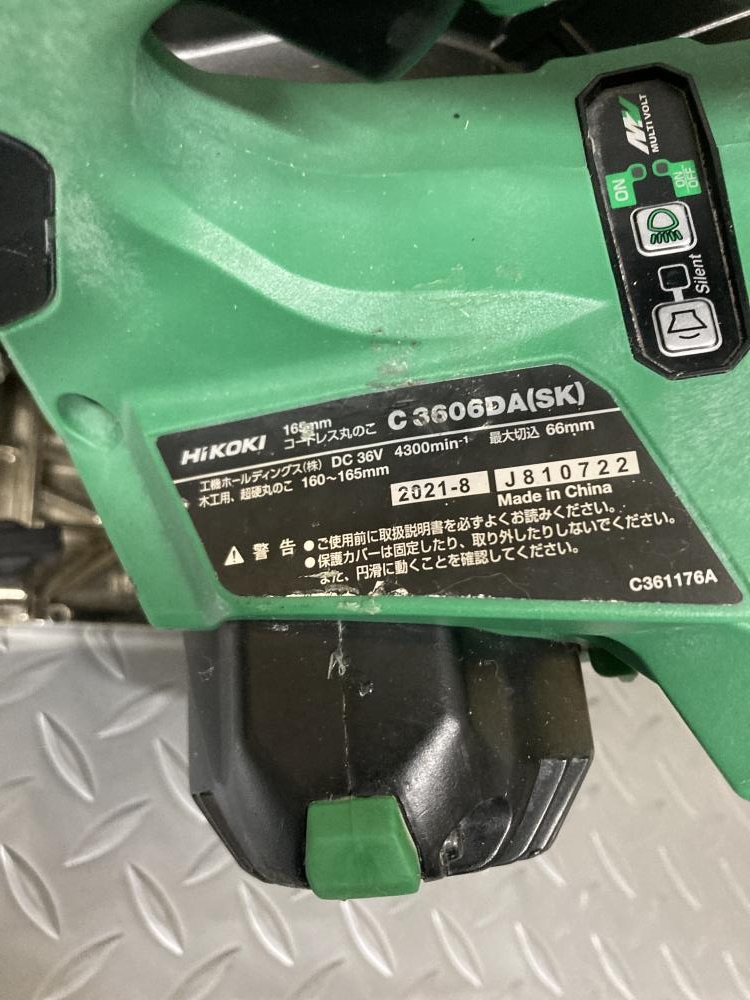 MV
MULTI VOLT
ON
ON/OFF
Silent
HiKOKI 165mm コードレス丸のこ C 3606DA(SK)
工機ホールディングス(株) DC 36V 4300min-1 最大切込 66mm
木工用、超硬丸のこ 160〜165mm 2021-8 J810722
Made in China
警告 ●ご使用前に取扱説明書を必ずよくお読みください。
●保護カバーは固定したり、取り外したりしないでください。
また、円滑に動くことを確認してください。
C361176A